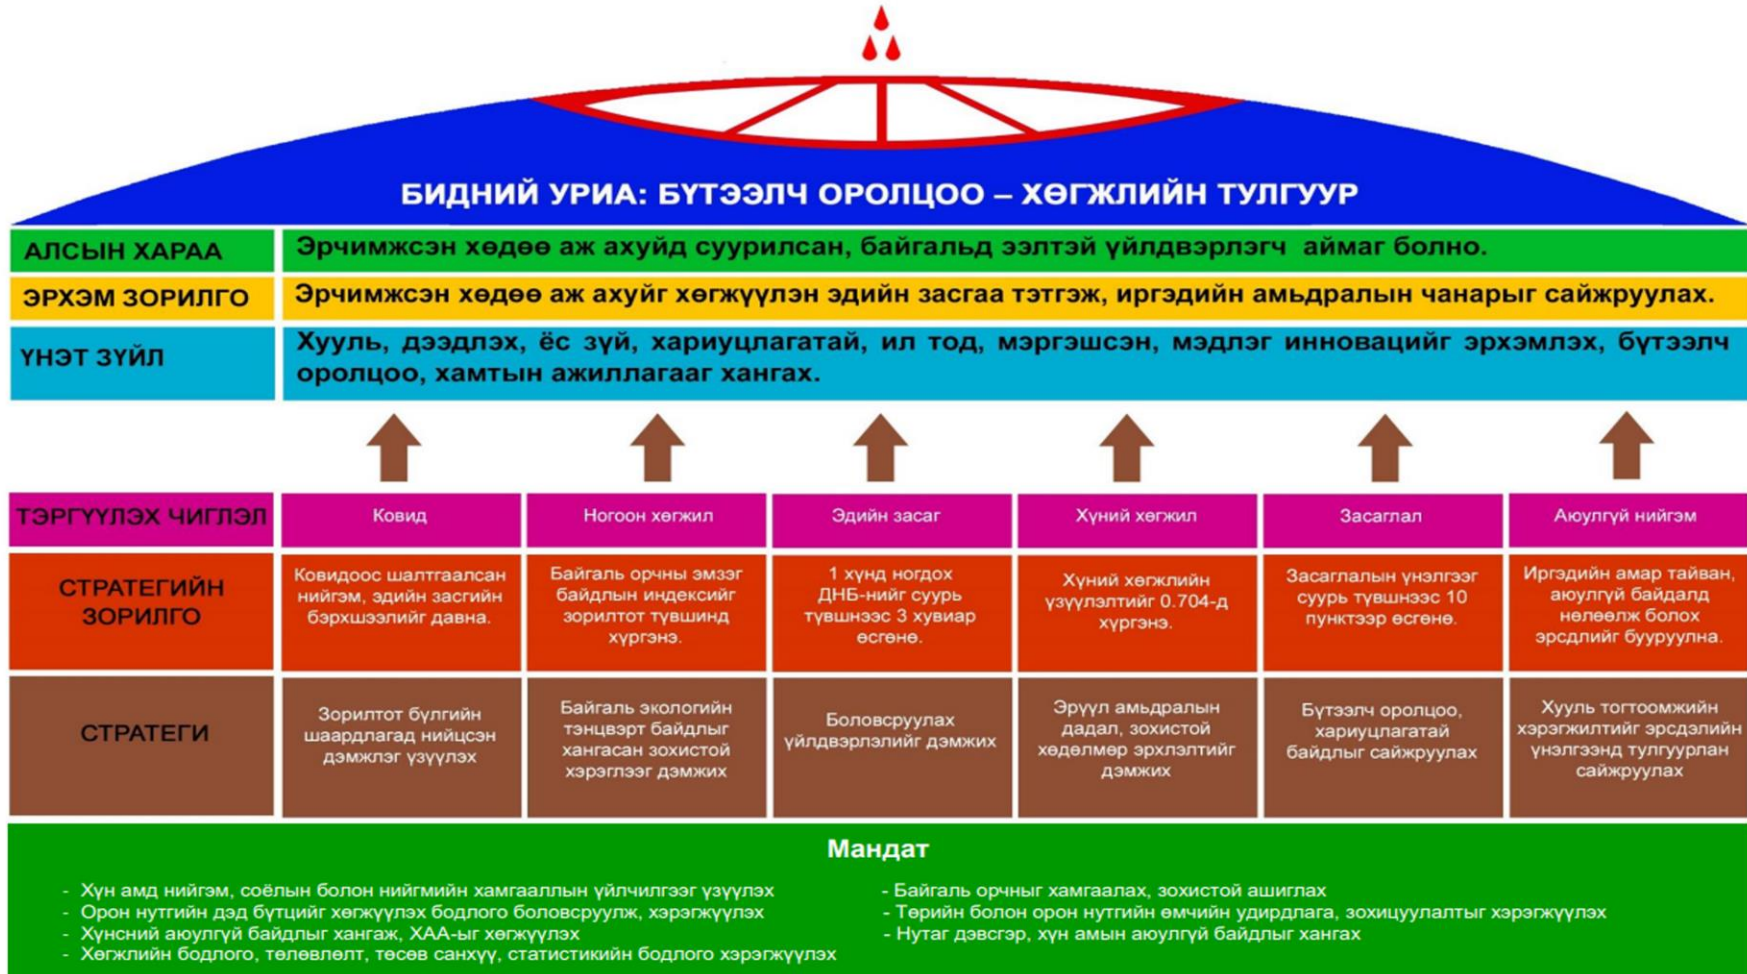 БИДНИЙ УРИА: БҮТЭЭЛЧ ОРОЛЦОО – ХӨГЖЛИЙН ТУЛГУУР
АЛСЫН ХАРАА
Эрчимжсэн хөдөө аж ахуйд суурилсан, байгальд ээлтэй үйлдвэрлэгч аймаг болно.
ЭРХЭМ ЗОРИЛГО
Эрчимжсэн хөдөө аж ахуйг хөгжүүлэн эдийн засгаа тэтгэж, иргэдийн амьдралын чанарыг сайжруулах.
ҮНЭТ ЗҮЙЛ
Хууль, дээдлэх, ёс зүй, хариуцлагатай, ил тод, мэргэшсэн, мэдлэг инновацийг эрхэмлэх, бүтээлч
оролцоо, хамтын ажиллагааг хангах.
ТЭРГҮҮЛЭХ ЧИГЛЭЛ
Ковид
Ногоон хөгжил
Эдийн засаг
Хүний хөгжил
Засаглал
Аюулгүй нийгэм
СТРАТЕГИЙН
ЗОРИЛГО
Ковидоос шалтгаалсан
нийгэм, эдийн засгийн
бэрхшээлийг давна.
Байгаль орчны эмзэг
байдлын индексийг
зорилтот түвшинд
хүргэнэ.
1 хүнд ногдох
ДНБ-нийг суурь
түвшнээс 3 хувиар
өсгөнө.
Хүний хөгжлийн
үзүүлэлтийг 0.704-д
хүргэнэ.
Засаглалын үнэлгээг
суурь түвшнээс 10
пунктээр өсгөнө.
Иргэдийн амар тайван,
аюулгүй байдалд
нөлөөлж болох
эрсдлийг бууруулна.
СТРАТЕГИ
Зорилтот бүлгийн
шаардлагад нийцсэн
дэмжлэг үзүүлэх
Байгаль экологийн
тэнцвэрт байдлыг
хангасан зохистой
хэрэглээг дэмжих
Боловсруулах
үйлдвэрлэлийг дэмжих
Эрүүл амьдралын
дадал, зохистой
хөдөлмөр эрхлэлтийг
дэмжих
Бүтээлч оролцоо,
хариуцлагатай
байдлыг сайжруулах
Хууль тогтоомжийн
хэрэгжилтийг эрсдэлийн
үнэлгээнд тулгуурлан
сайжруулах
Мандат
- Хүн амд нийгэм, соёлын болон нийгмийн хамгааллын үйлчилгээг үзүүлэх
- Орон нутгийн дэд бүтцийг хөгжүүлэх бодлого боловсруулж, хэрэгжүүлэх
- Хүнсний аюулгүй байдлыг хангаж, ХАА-ыг хөгжүүлэх
- Хөгжлийн бодлого, төлөвлөлт, төсөв санхүү, статистикийн бодлого хэрэгжүүлэх
- Байгаль орчныг хамгаалах, зохистой ашиглах
- Төрийн болон орон нутгийн өмчийн удирдлага, зохицуулалтыг хэрэгжүүлэх
- Нутаг дэвсгэр, хүн амын аюулгүй байдлыг хангах